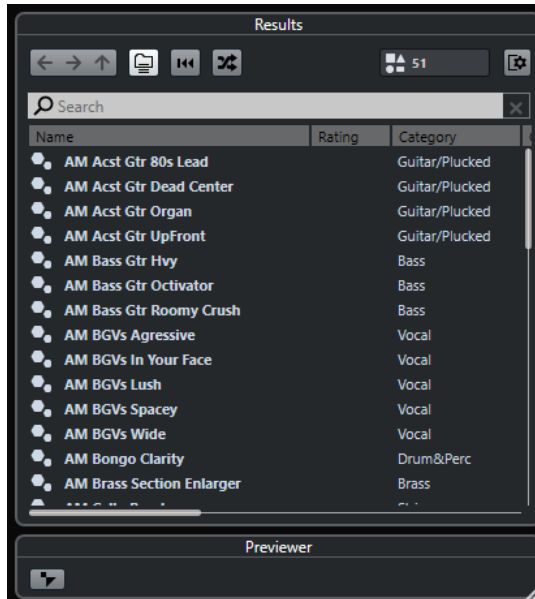 Results
51
Search
Name Rating Category
AM Acst Gtr 80s Lead Guitar/Plucked
AM Acst Gtr Dead Center Guitar/Plucked
AM Acst Gtr Organ Guitar/Plucked
AM Acst Gtr UpFront Guitar/Plucked
AM Bass Gtr Hvy Bass
AM Bass Gtr Octivator Bass
AM Bass Gtr Roomy Crush Bass
AM BGVs Agressive Vocal
AM BGVs In Your Face Vocal
AM BGVs Lush Vocal
AM BGVs Spacey Vocal
AM BGVs Wide Vocal
AM Bongo Clarity Drum&Perc
AM Brass Section Enlarger Brass
Previewer